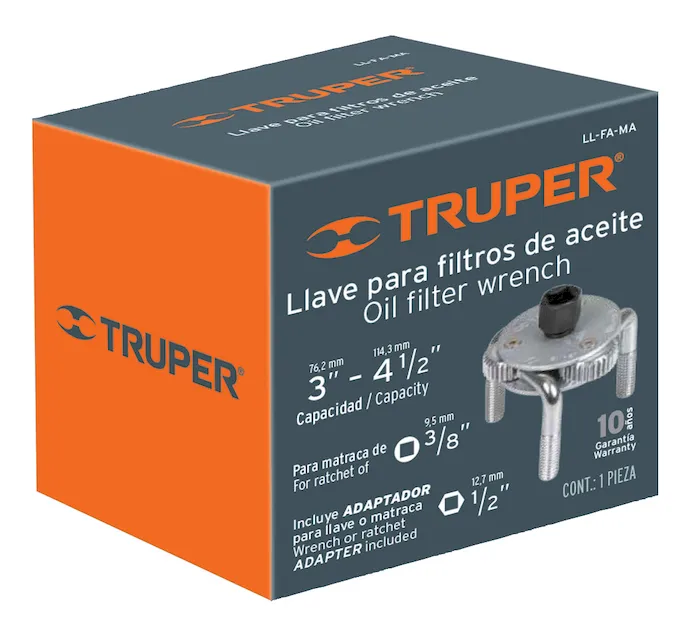 LL-FA-MA
TRUPER
Llave para filtros de aceite
Oil filter wrench
TRUPER®
LL-FA-MA
TRUPER®
Llave para filtros de aceite
Oil filter wrench
76,2 mm 114,3 mm
3" - 4 1/2"
Capacidad / Capacity
Para matraca de
For ratchet of
9,5 mm
3/8"
Incluye ADAPTADOR
para llave o matraca
Wrench or ratchet
ADAPTER included
12,7 mm
1/2"
10 años
Garantía
Warranty
CONT.: 1 PIEZA